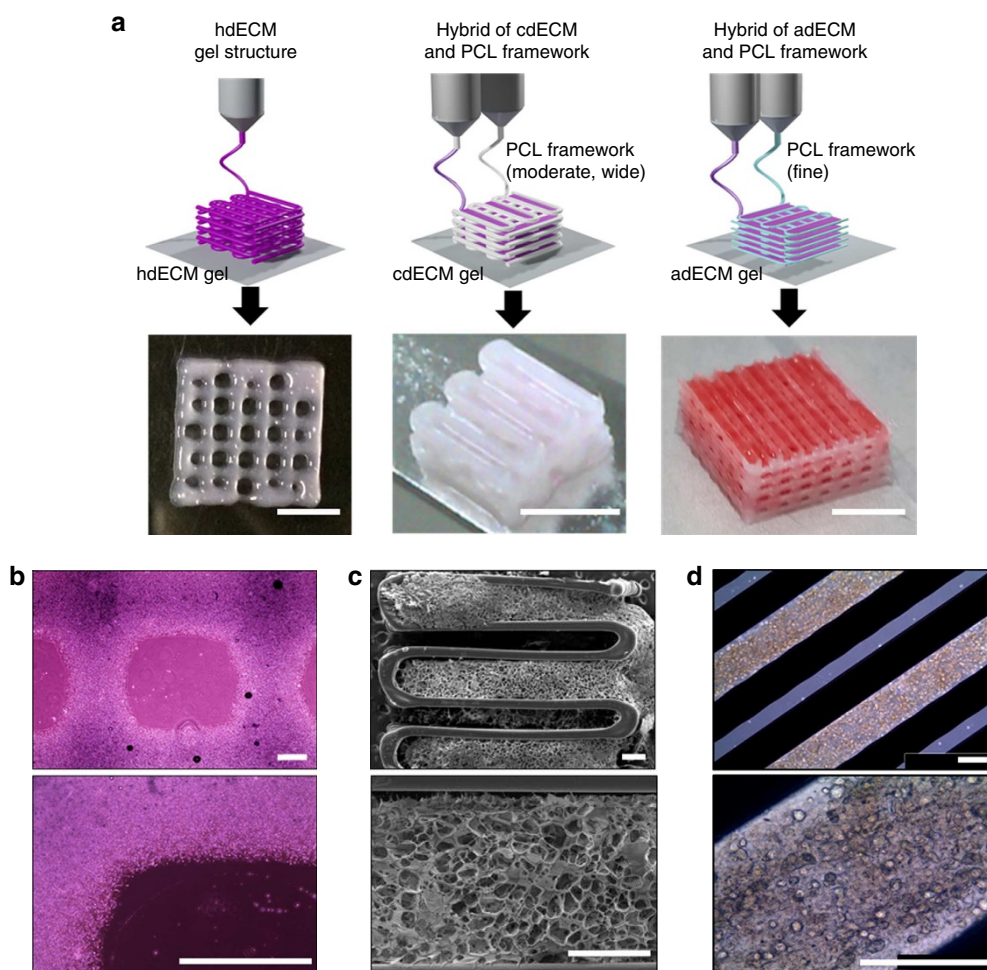 a
hdECM
gel structure
Hybrid of cdECM
and PCL framework
Hybrid of adECM
and PCL framework
PCL framework
(moderate, wide)
PCL framework
(fine)
hdECM gel
cdECM gel
adECM gel
b
c
d